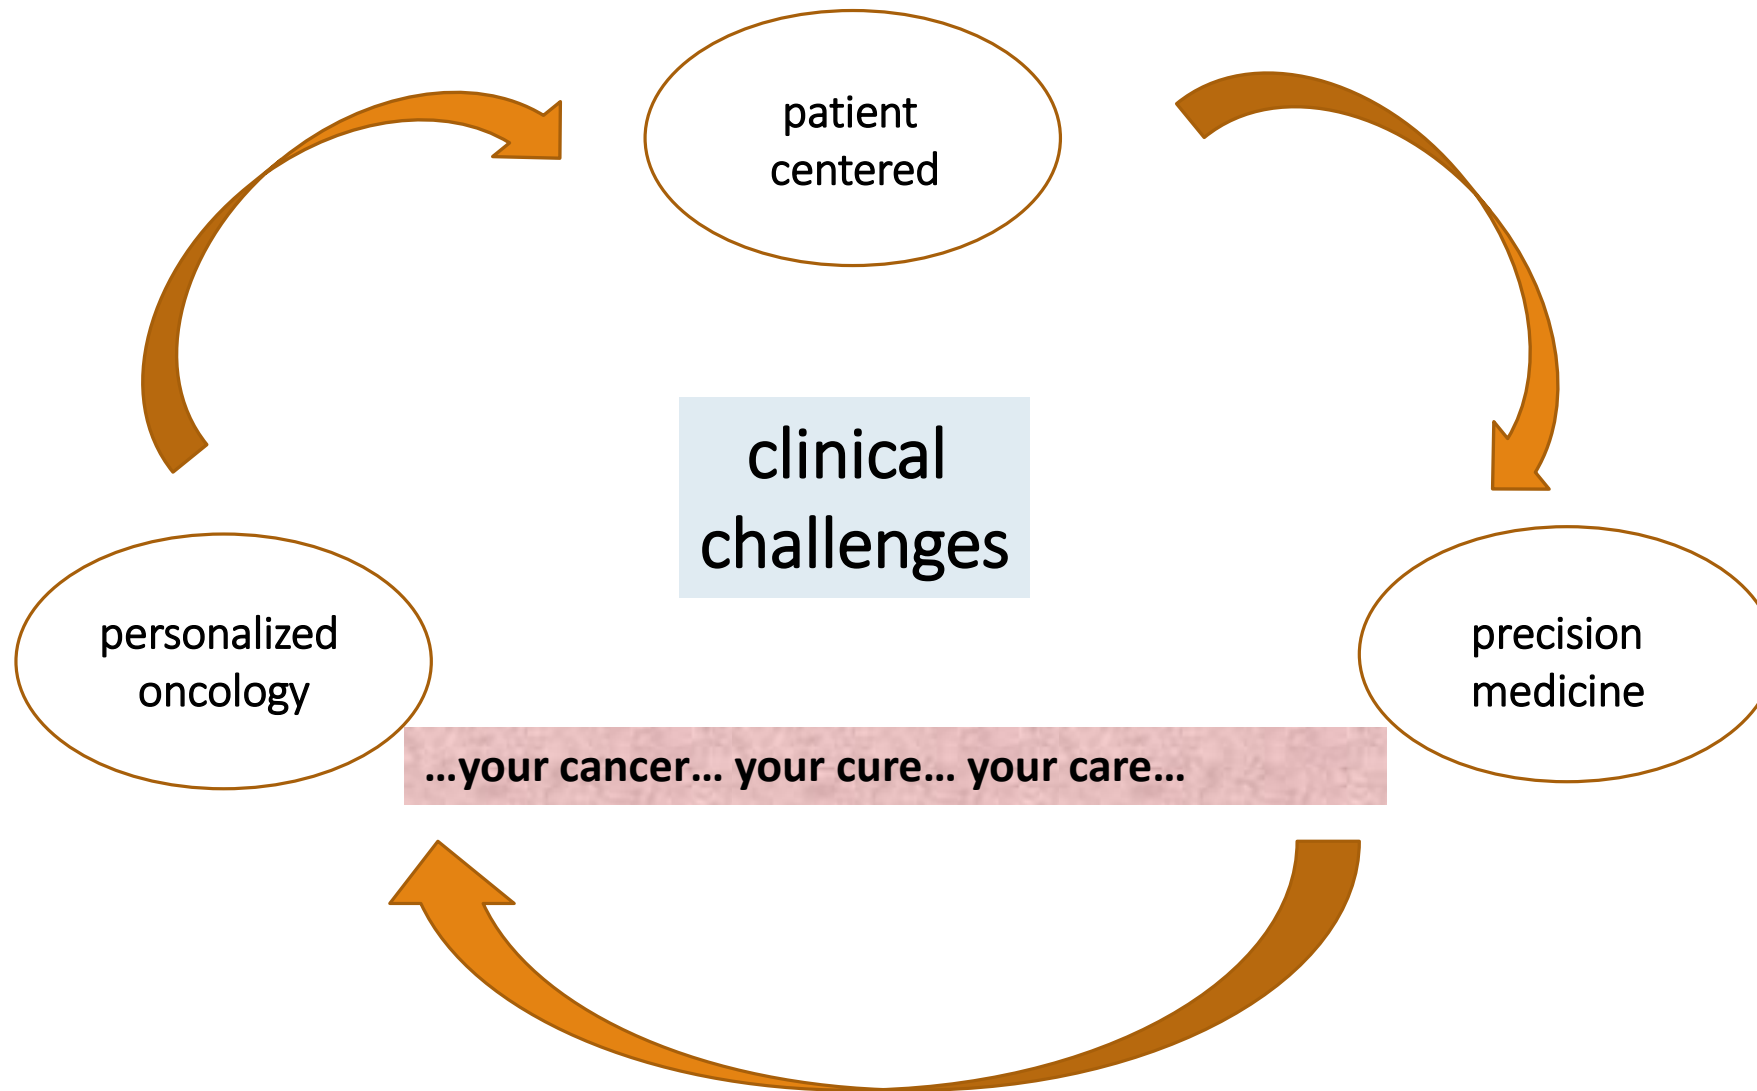 patient
centered
clinical
challenges
personalized
oncology
precision
medicine
...your cancer... your cure... your care...